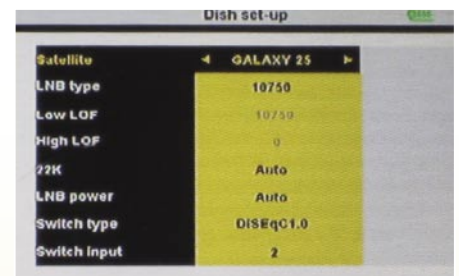 Dish set-up
Satellite ◄ GALAXY 25 ►
LNB type 10750
Low LOF 10750
High LOF 0
22K Auto
LNB power Auto
Switch type DiSEqC1.0
Switch input 2